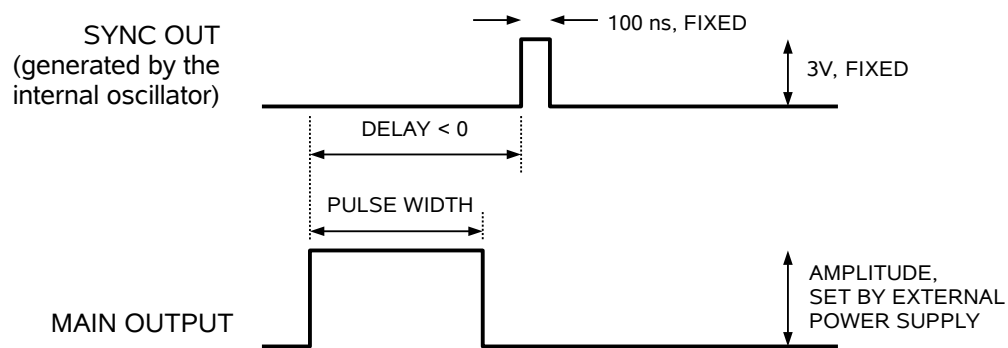 100 ns, FIXED
SYNC OUT
(generated by the
internal oscillator)
3V, FIXED
DELAY < 0
PULSE WIDTH
AMPLITUDE,
SET BY EXTERNAL
POWER SUPPLY
MAIN OUTPUT